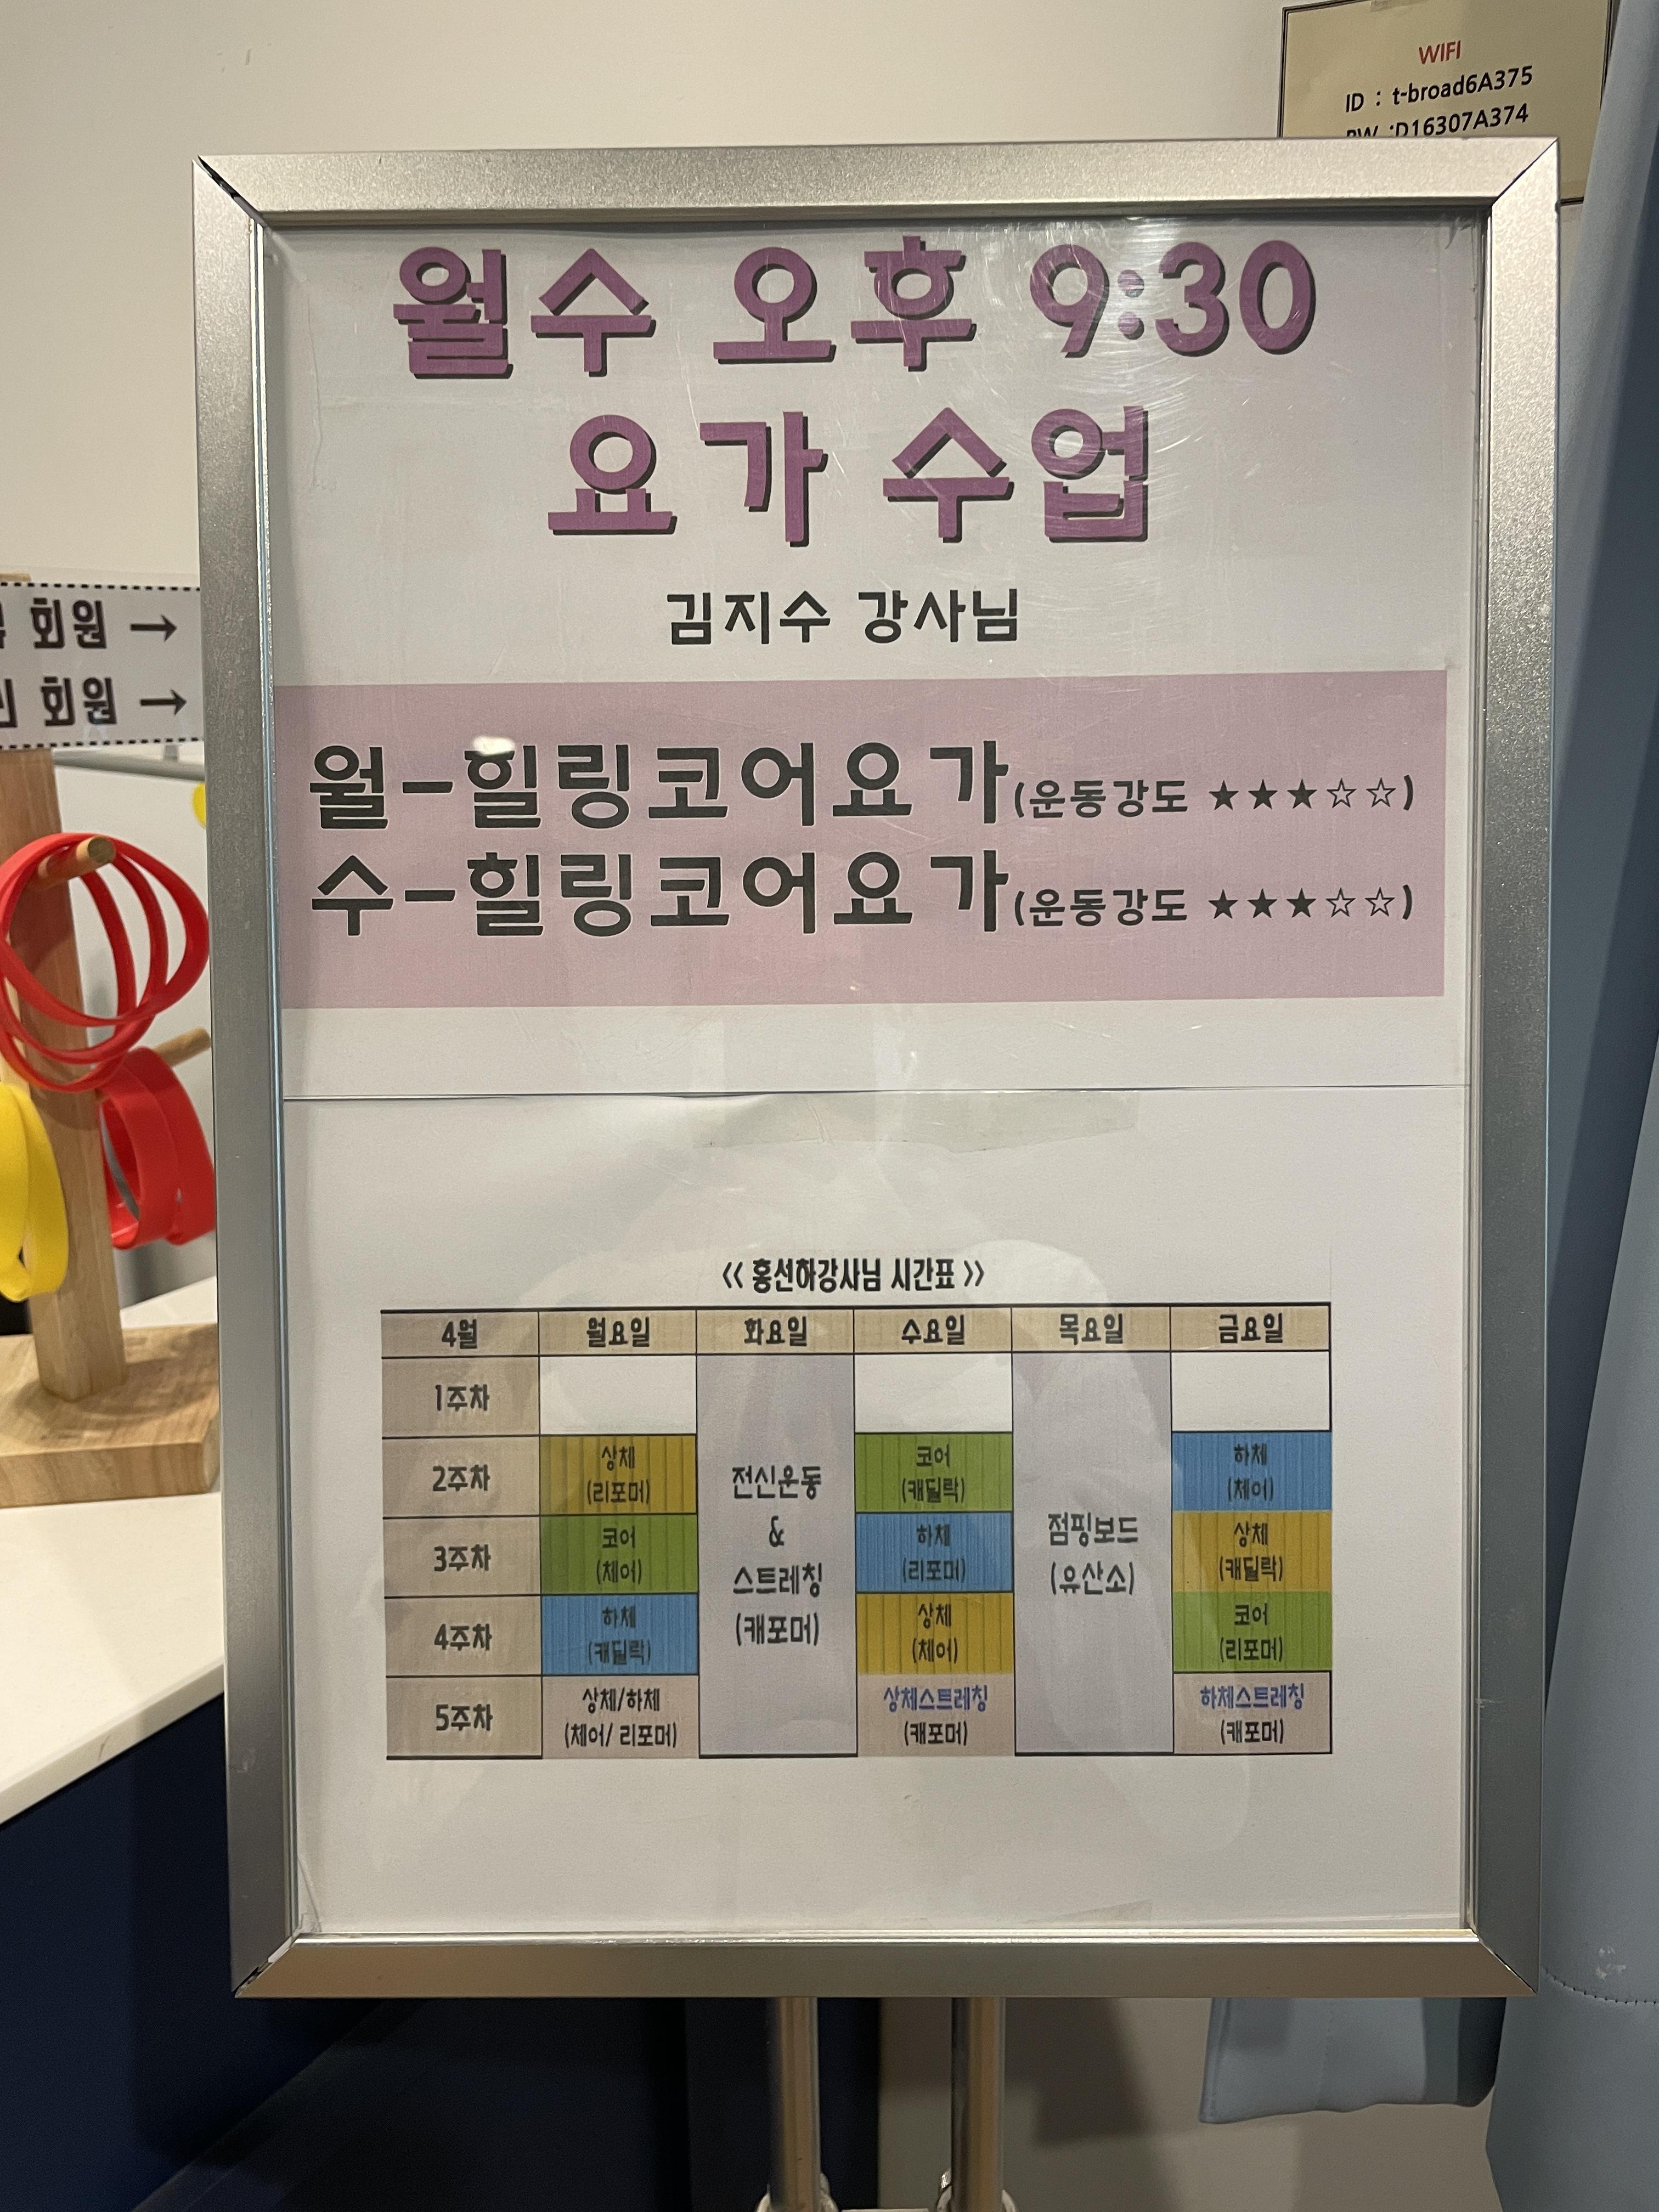 WIFI
ID : t-broad6A375
PW :D16307A374
회원 →
회원 →
월수 오후 9:30
요가 수업
김지수 강사님
월-힐링코어요가(운동강도 ★★★☆☆)
수-힐링코어요가(운동강도 ★★★☆☆)
<< 홍선하강사님 시간표 >>
4월 월요일 화요일 수요일 목요일 금요일
1주차
2주차
상체
(리포머)
코어
(캐딜락)
하체
(체어)
3주차
코어
(체어)
하체
(리포머)
상체
(캐딜락)
4주차
하체
(캐딜락)
상체
(체어)
코어
(리포머)
5주차
상체/하체
(체어/ 리포머)
상체스트레칭
(캐포머)
하체스트레칭
(캐포머)
전신운동
&
스트레칭
(캐포머)
점핑보드
(유산소)